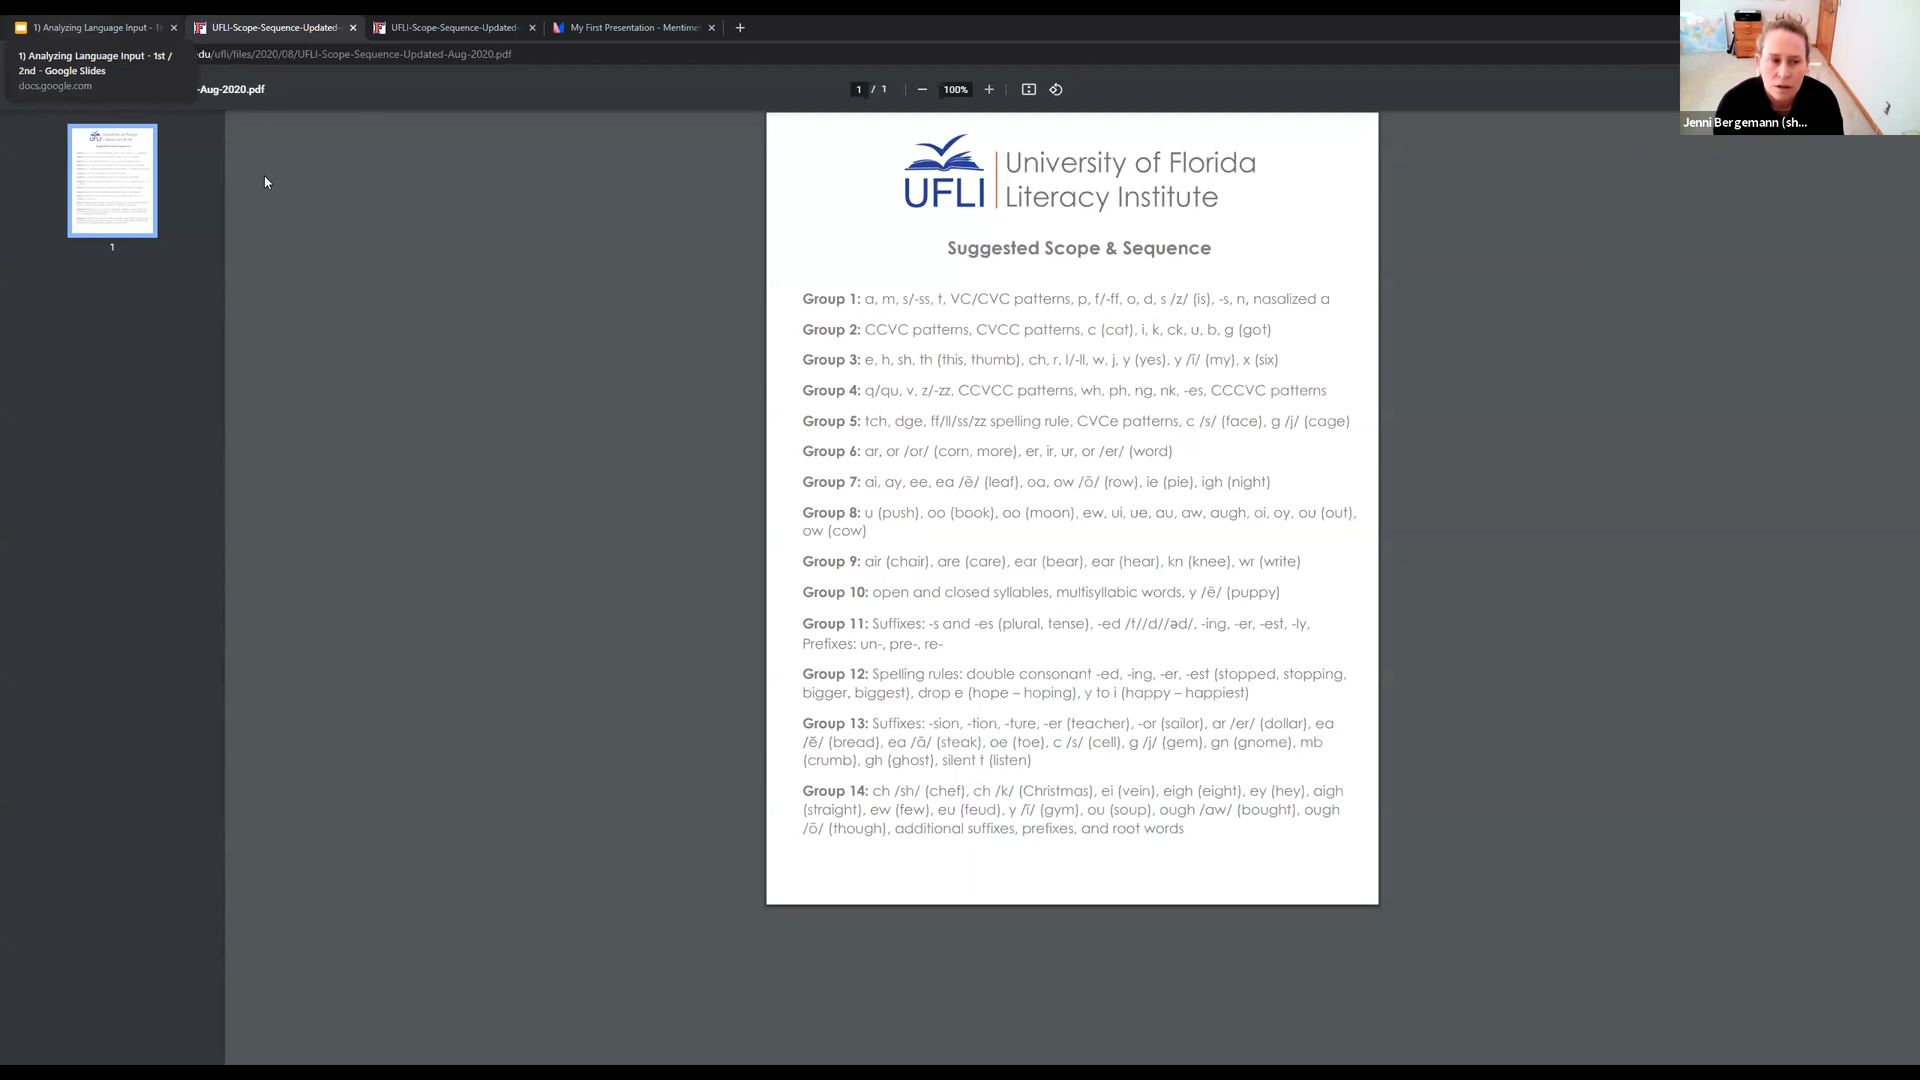 1) Analyzing Language Input - 1s
UFLI-Scope-Sequence-Updated-
UFLI-Scope-Sequence-Updated-
My First Presentation - Mentime
1) Analyzing Language Input - 1st /
2nd - Google Slides
docs.google.com
edu/ufli/files/2020/08/UFLI-Scope-Sequence-Updated-Aug-2020.pdf
-Aug-2020.pdf
1 / 1
100%
Jenni Bergemann (sh...
1
UFLI
University of Florida
Literacy Institute
Suggested Scope & Sequence
Group 1: a, m, s/-ss, t, VC/CVC patterns, p, f/-ff, o, d, s /z/ (is), -s, n, nasalized a
Group 2: CCVC patterns, CVCC patterns, c (cat), i, k, ck, u, b, g (got)
Group 3: e, h, sh, th (this, thumb), ch, r, l/-ll, w, j, y (yes), y /ī/ (my), x (six)
Group 4: q/qu, v, z/-zz, CCVCC patterns, wh, ph, ng, nk, -es, CCCVC patterns
Group 5: tch, dge, ff/ll/ss/zz spelling rule, CVCe patterns, c /s/ (face), g /j/ (cage)
Group 6: ar, or /or/ (corn, more), er, ir, ur, or /er/ (word)
Group 7: ai, ay, ee, ea /ē/ (leaf), oa, ow /ō/ (row), ie (pie), igh (night)
Group 8: u (push), oo (book), oo (moon), ew, ui, ue, au, aw, augh, oi, oy, ou (out),
ow (cow)
Group 9: air (chair), are (care), ear (bear), ear (hear), kn (knee), wr (write)
Group 10: open and closed syllables, multisyllabic words, y /ē/ (puppy)
Group 11: Suffixes: -s and -es (plural, tense), -ed /t//d//əd/, -ing, -er, -est, -ly,
Prefixes: un-, pre-, re-
Group 12: Spelling rules: double consonant -ed, -ing, -er, -est (stopped, stopping,
bigger, biggest), drop e (hope – hoping), y to i (happy – happiest)
Group 13: Suffixes: -sion, -tion, -ture, -er (teacher), -or (sailor), ar /er/ (dollar), ea
/ĕ/ (bread), ea /ā/ (steak), oe (toe), c /s/ (cell), g /j/ (gem), gn (gnome), mb
(crumb), gh (ghost), silent t (listen)
Group 14: ch /sh/ (chef), ch /k/ (Christmas), ei (vein), eigh (eight), ey (hey), aigh
(straight), ew (few), eu (feud), y /ĭ/ (gym), ou (soup), ough /aw/ (bought), ough
/ō/ (though), additional suffixes, prefixes, and root words